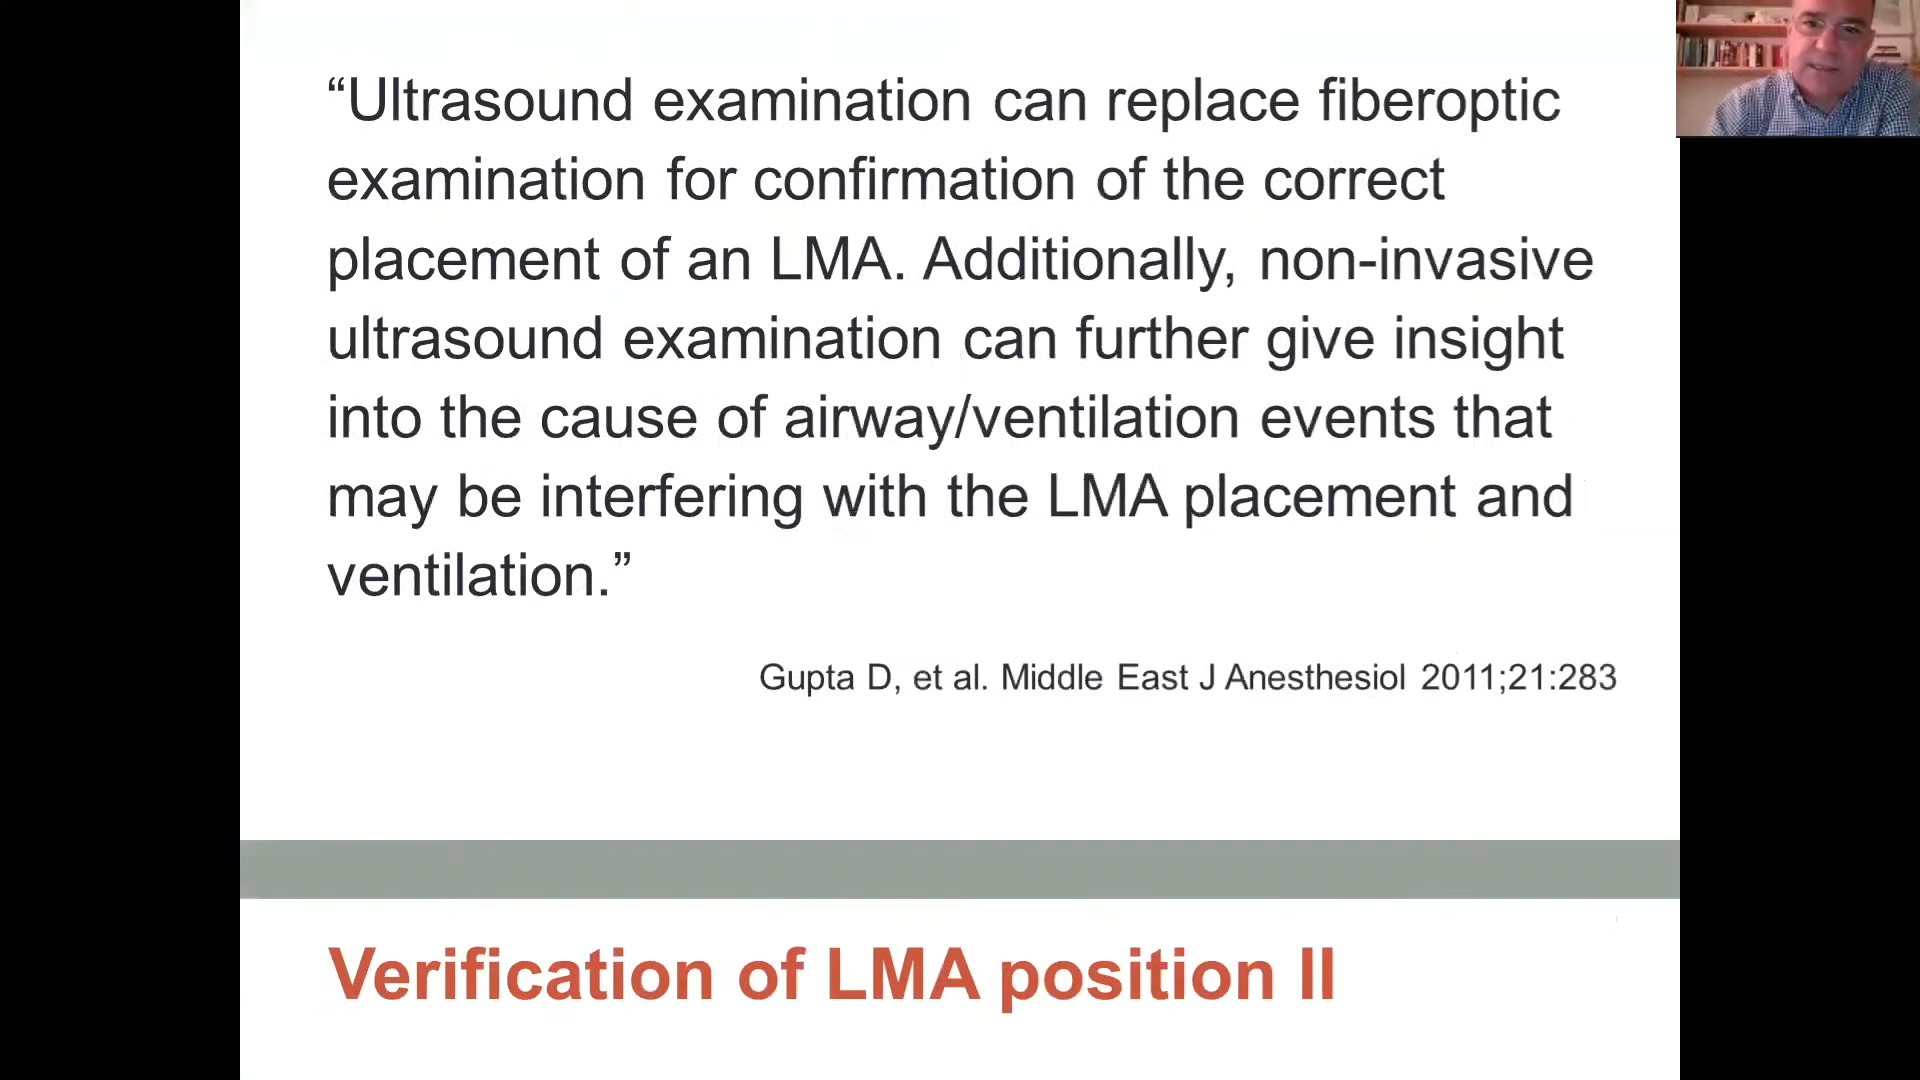 “Ultrasound examination can replace fiberoptic
examination for confirmation of the correct
placement of an LMA. Additionally, non-invasive
ultrasound examination can further give insight
into the cause of airway/ventilation events that
may be interfering with the LMA placement and
ventilation.”
Gupta D, et al. Middle East J Anesthesiol 2011;21:283
Verification of LMA position II